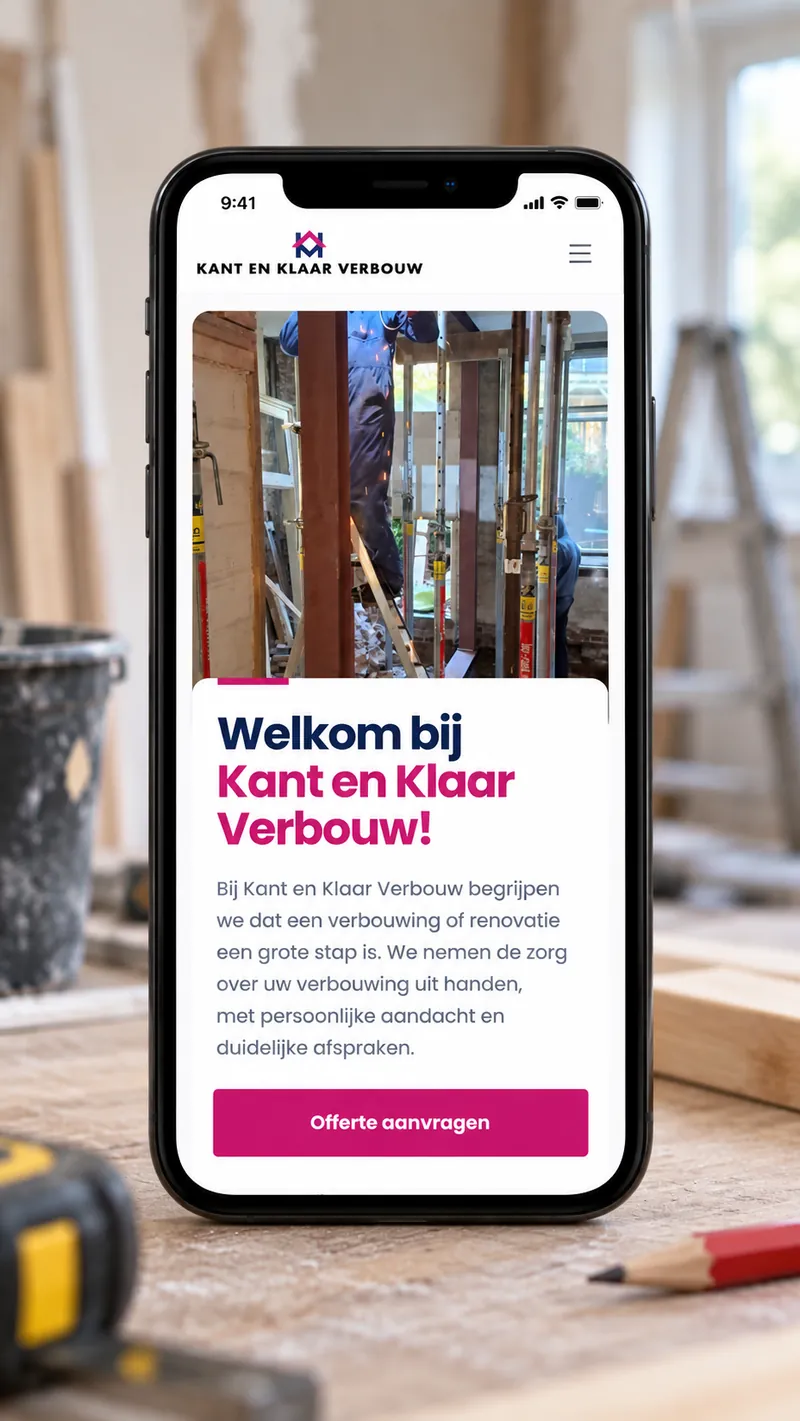 9:41
KANT EN KLAAR VERBOUW
Welkom bij
Kant en Klaar
Verbouw!
Bij Kant en Klaar Verbouw begrijpen
we dat een verbouwing of renovatie
een grote stap is. We nemen de zorg
over uw verbouwing uit handen,
met persoonlijke aandacht en
duidelijke afspraken.
Offerte aanvragen